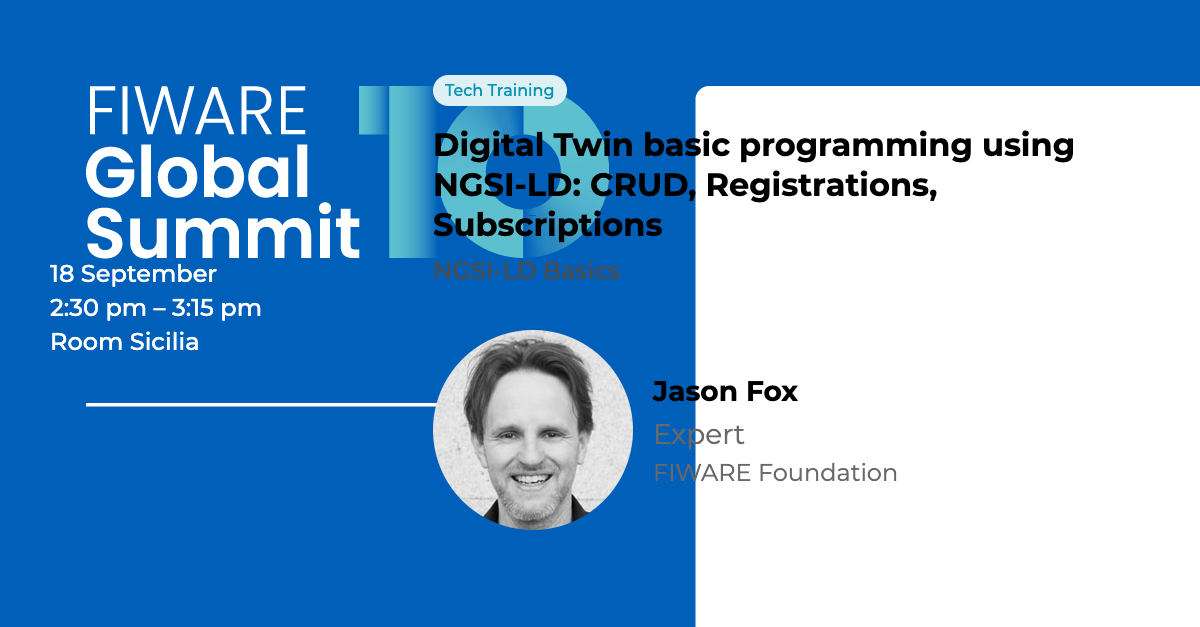 FIWARE
Global
Summit
10
18 September
2:30 pm – 3:15 pm
Room Sicilia
Tech Training
Digital Twin basic programming using
NGSI-LD: CRUD, Registrations,
Subscriptions
NGSI-LD Basics
Jason Fox
Expert
FIWARE Foundation